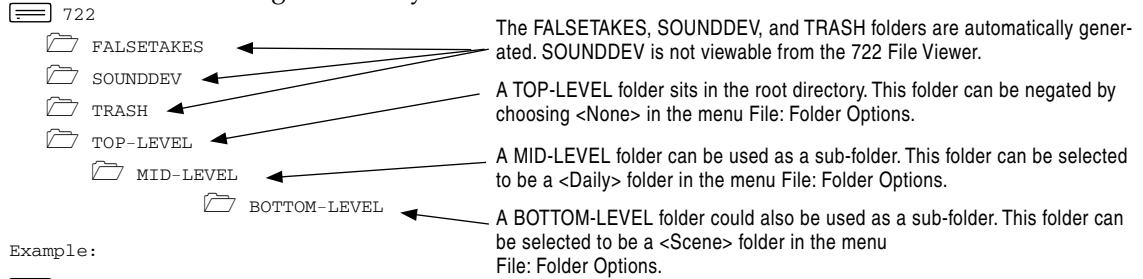 722
FALSETAKES
SOUNDDEV
TRASH
TOP-LEVEL
MID-LEVEL
BOTTOM-LEVEL
The FALSETAKES, SOUNDDEV, and TRASH folders are automatically gener-
ated. SOUNDDEV is not viewable from the 722 File Viewer.
A TOP-LEVEL folder sits in the root directory. This folder can be negated by
choosing <None> in the menu File: Folder Options.
A MID-LEVEL folder can be used as a sub-folder. This folder can be selected
to be a <Daily> folder in the menu File: Folder Options.
A BOTTOM-LEVEL folder could also be used as a sub-folder. This folder can
be selected to be a <Scene> folder in the menu
File: Folder Options.
Example: